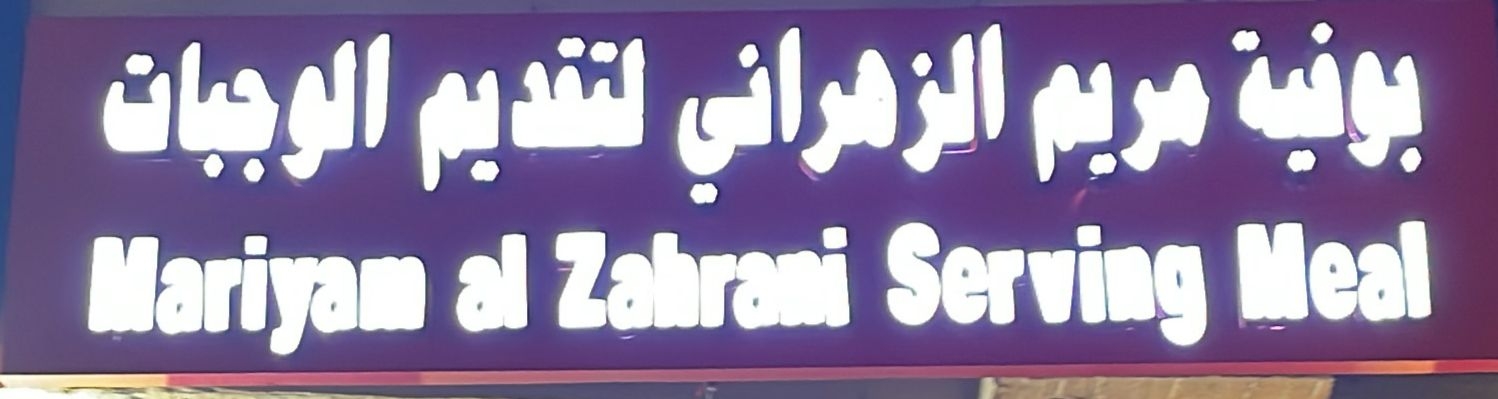 بوفية مريم الزهراني لتقديم الوجبات
Mariyam al Zahrani Serving Meal